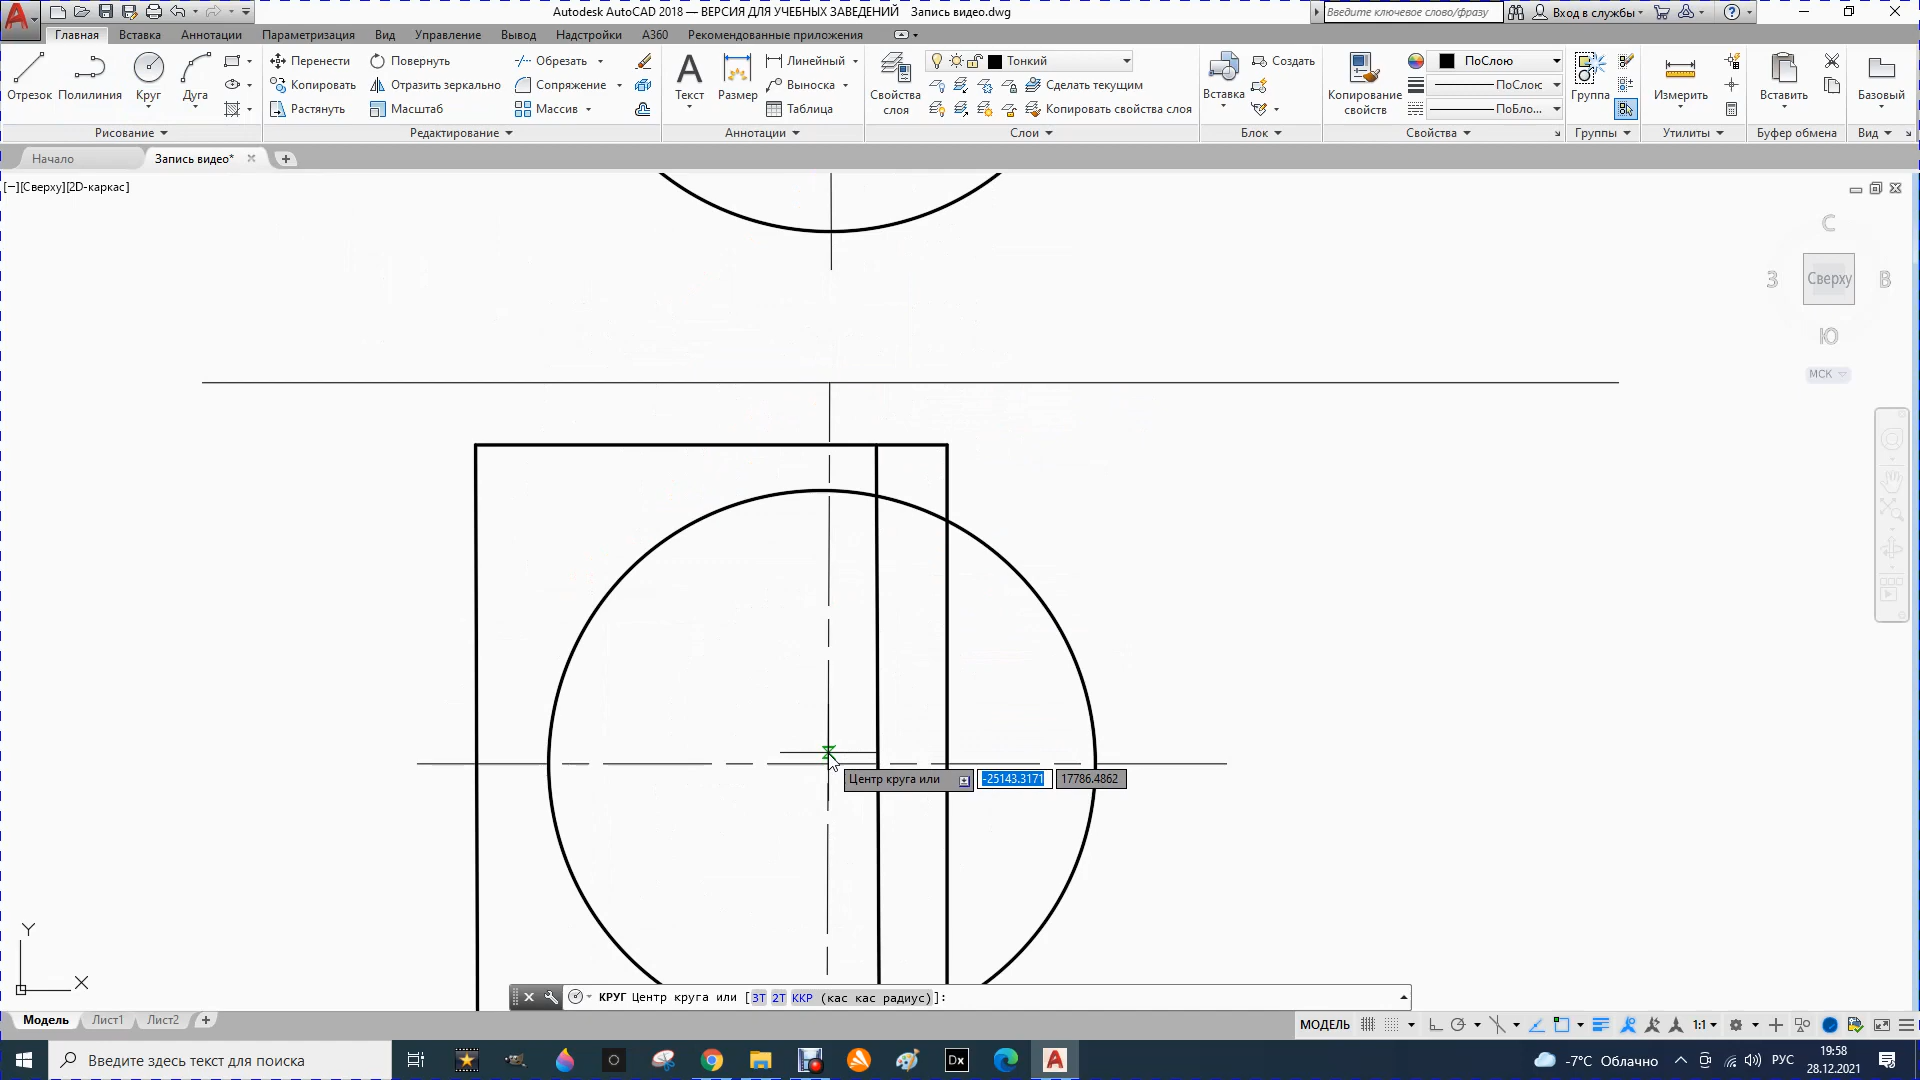 Autodesk AutoCAD 2018 — ВЕРСИЯ ДЛЯ УЧЕБНЫХ ЗАВЕДЕНИЙ Запись видео.dwg
Введите ключевое слово/фразу
Вход в службы
Главная Вставка Аннотации Параметризация Вид Управление Вывод Надстройки A360 Рекомендованные приложения
Отрезок Полилиния Круг Дуга
Рисование
Перенести Повернуть Обрезать
Копировать Отразить зеркально Сопряжение
Растянуть Масштаб Массив
Редактирование
Текст Размер
Линейный
Выноска
Таблица
Аннотации
Свойства слоя
Тонкий
Сделать текущим
Копировать свойства слоя
Слои
Вставка
Создать
Блок
Копирование свойств
ПоСлою
ПоСлою
ПоБло...
Свойства
Группа
Группы
Измерить
Утилиты
Вставить
Буфер обмена
Базовый
Вид
Начало Запись видео*
[−][Сверху][2D-каркас]
С
З Сверху В
Ю
МСК
Центр круга или -25143.3171 17786.4862
Y
X
КРУГ Центр круга или [3Т 2Т ККР (кас кас радиус)]:
Модель Лист1 Лист2
МОДЕЛЬ 1:1
Введите здесь текст для поиска
Dx
-7°C Облачно
РУС
19:58
28.12.2021